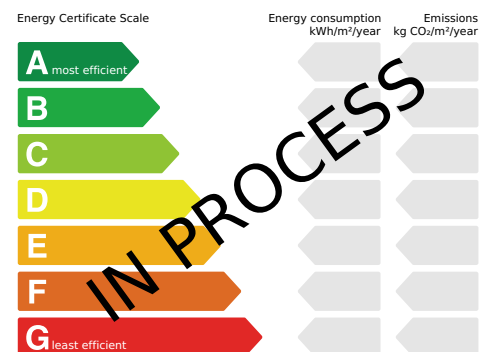 Energy Certificate Scale
Energy consumption
kWh/m²/year
Emissions
kg CO₂/m²/year
A most efficient
B
C
D
E
F
G least efficient
IN PROCESS